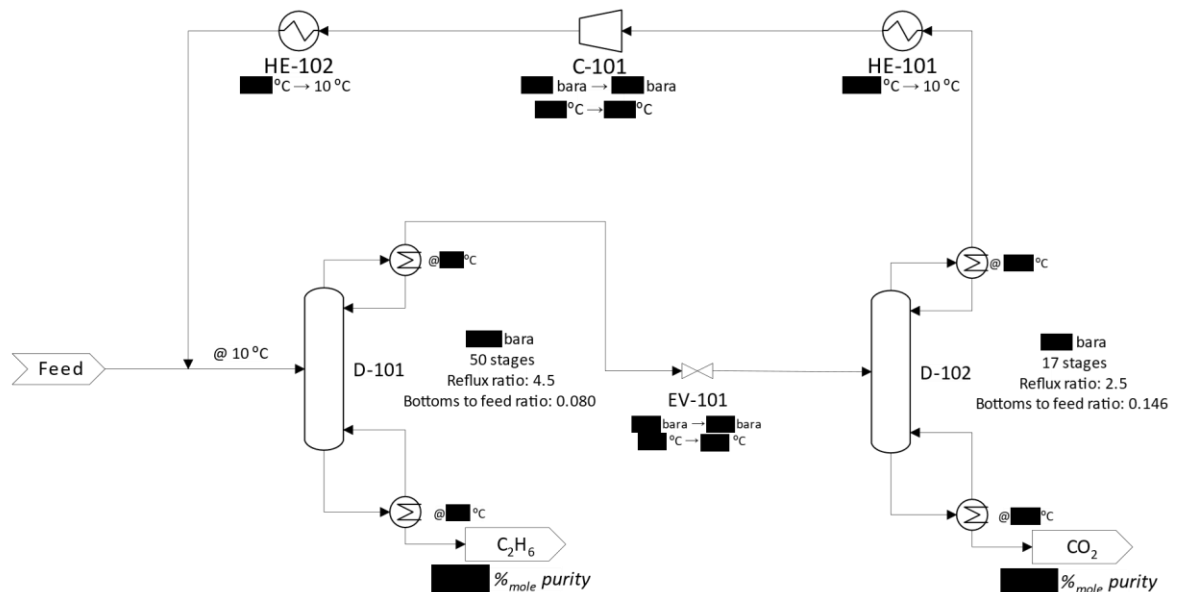 HE-102
°C → 10 °C
C-101
bara → bara
°C → °C
HE-101
°C → 10 °C
@ °C
@ °C
Feed
@ 10 °C
D-101
bara
50 stages
Reflux ratio: 4.5
Bottoms to feed ratio: 0.080
EV-101
bara → bara
°C → °C
D-102
bara
17 stages
Reflux ratio: 2.5
Bottoms to feed ratio: 0.146
@ °C
C₂H₆
%mole purity
@ °C
CO₂
%mole purity